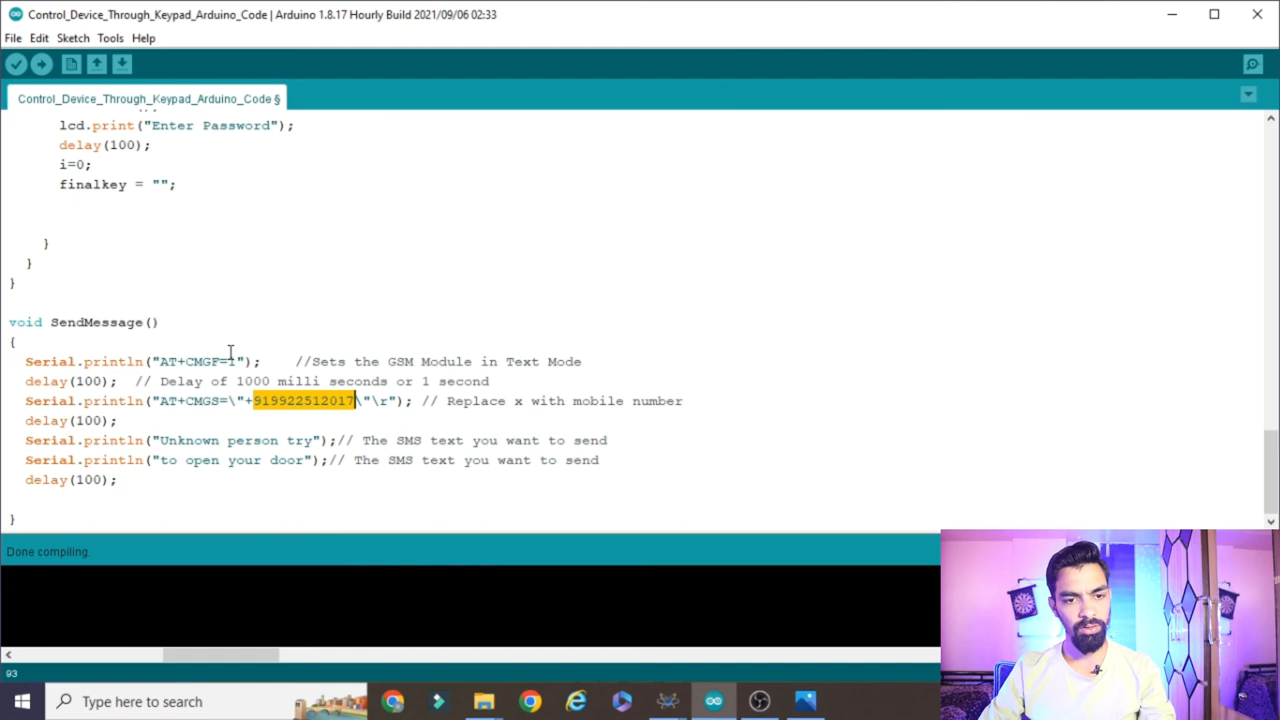 Control_Device_Through_Keypad_Arduino_Code | Arduino 1.8.17 Hourly Build 2021/09/06 02:33
File Edit Sketch Tools Help
Control_Device_Through_Keypad_Arduino_Code §
lcd.print("Enter Password");
delay(100);
i=0;
finalkey = "";
}
}
}
void SendMessage()
{
Serial.println("AT+CMGF=1"); //Sets the GSM Module in Text Mode
delay(100); // Delay of 1000 milli seconds or 1 second
Serial.println("AT+CMGS=\"+919922512017\"\r"); // Replace x with mobile number
delay(100);
Serial.println("Unknown person try");// The SMS text you want to send
Serial.println("to open your door");// The SMS text you want to send
delay(100);
}
Done compiling.
93
Type here to search